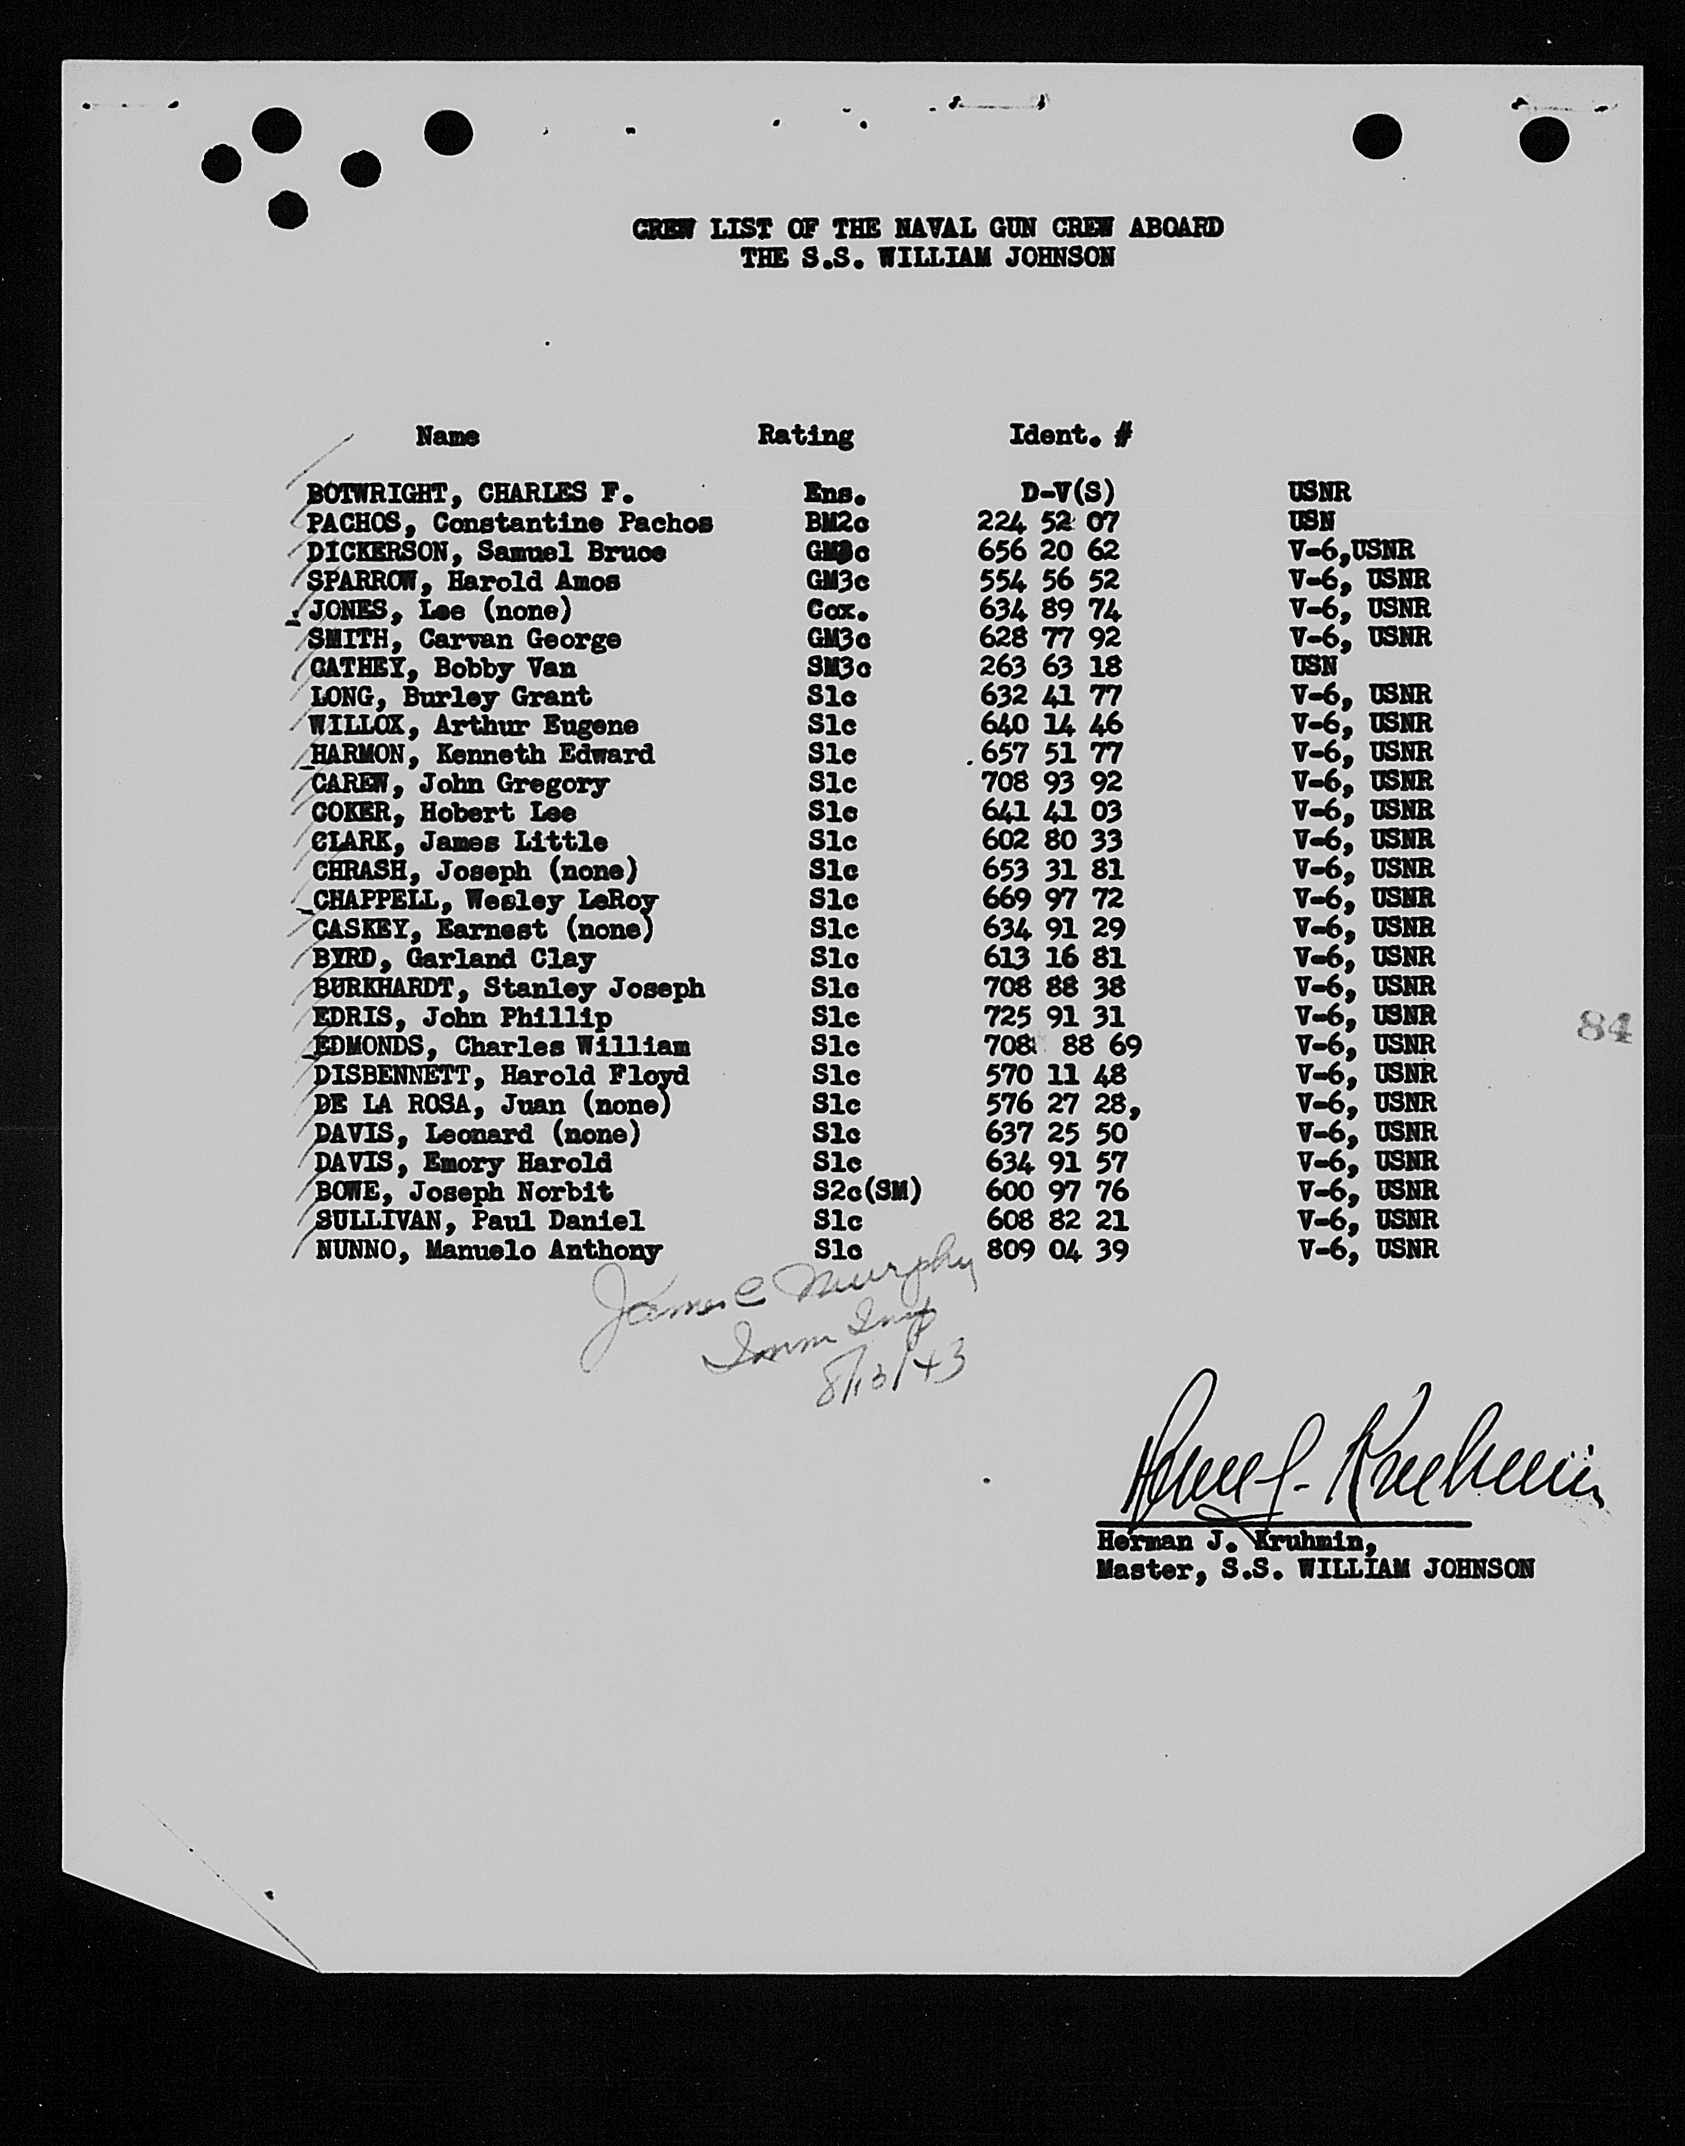 CREW LIST OF THE NAVAL GUN CREW ABOARD
THE S.S. WILLIAM JOHNSON
Name Rating Ident. #
BOTWRIGHT, CHARLES F. Ens. D-V(S) USNR
PACHOS, Constantine Pachos BM2c 224 52 07 USN
DICKERSON, Samuel Bruce 656 20 62 V-6,USNR
SPARROW, Harold Amos GM3c 554 56 52 V-6, USNR
JONES, Lee (none) Cox. 634 89 74 V-6, USNR
SMITH, Carvan George GM3c 628 77 92 V-6, USNR
CATHEY, Bobby Van SM3c 263 63 18 USN
LONG, Burley Grant S1c 632 41 77 V-6, USNR
WILLOX, Arthur Eugene S1c 640 14 46 V-6, USNR
HARMON, Kenneth Edward S1c 657 51 77 V-6, USNR
CAREW, John Gregory S1c 708 93 92 V-6, USNR
COKER, Hobert Lee S1c 641 41 03 V-6, USNR
CLARK, James Little S1c 602 80 33 V-6, USNR
CHRASH, Joseph (none) S1c 653 31 81 V-6, USNR
CHAPPELL, Wesley LeRoy S1c 669 97 72 V-6, USNR
CASKEY, Earnest (none) S1c 634 91 29 V-6, USNR
BYRD, Garland Clay S1c 613 16 81 V-6, USNR
BURKHARDT, Stanley Joseph S1c 708 88 38 V-6, USNR
EDRIS, John Phillip S1c 725 91 31 V-6, USNR
84
EDMONDS, Charles William S1c 708 88 69 V-6, USNR
DISBENNETT, Harold Floyd S1c 570 11 48 V-6, USNR
DE LA ROSA, Juan (none) S1c 576 27 28, V-6, USNR
DAVIS, Leonard (none) S1c 637 25 50 V-6, USNR
DAVIS, Emory Harold S1c 634 91 57 V-6, USNR
BOWE, Joseph Norbit S2c(SM) 600 97 76 V-6, USNR
SULLIVAN, Paul Daniel S1c 608 82 21 V-6, USNR
NUNNO, Manuelo Anthony S1c 809 04 39 V-6, USNR
James C Murphy
Imm Insp
8/13/43
Herman J. Kruhmin
Herman J. Kruhmin,
Master, S.S. WILLIAM JOHNSON